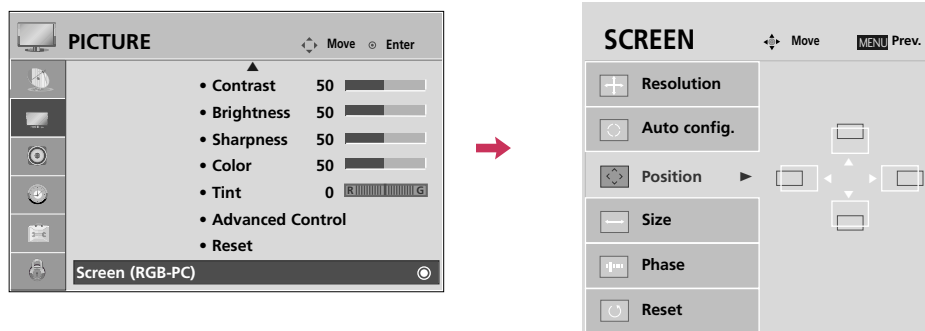 PICTURE
Move Enter
• Contrast 50
• Brightness 50
• Sharpness 50
• Color 50
• Tint 0 R G
• Advanced Control
• Reset
Screen (RGB-PC)
SCREEN
Move MENU Prev.
Resolution
Auto config.
Position
Size
Phase
Reset